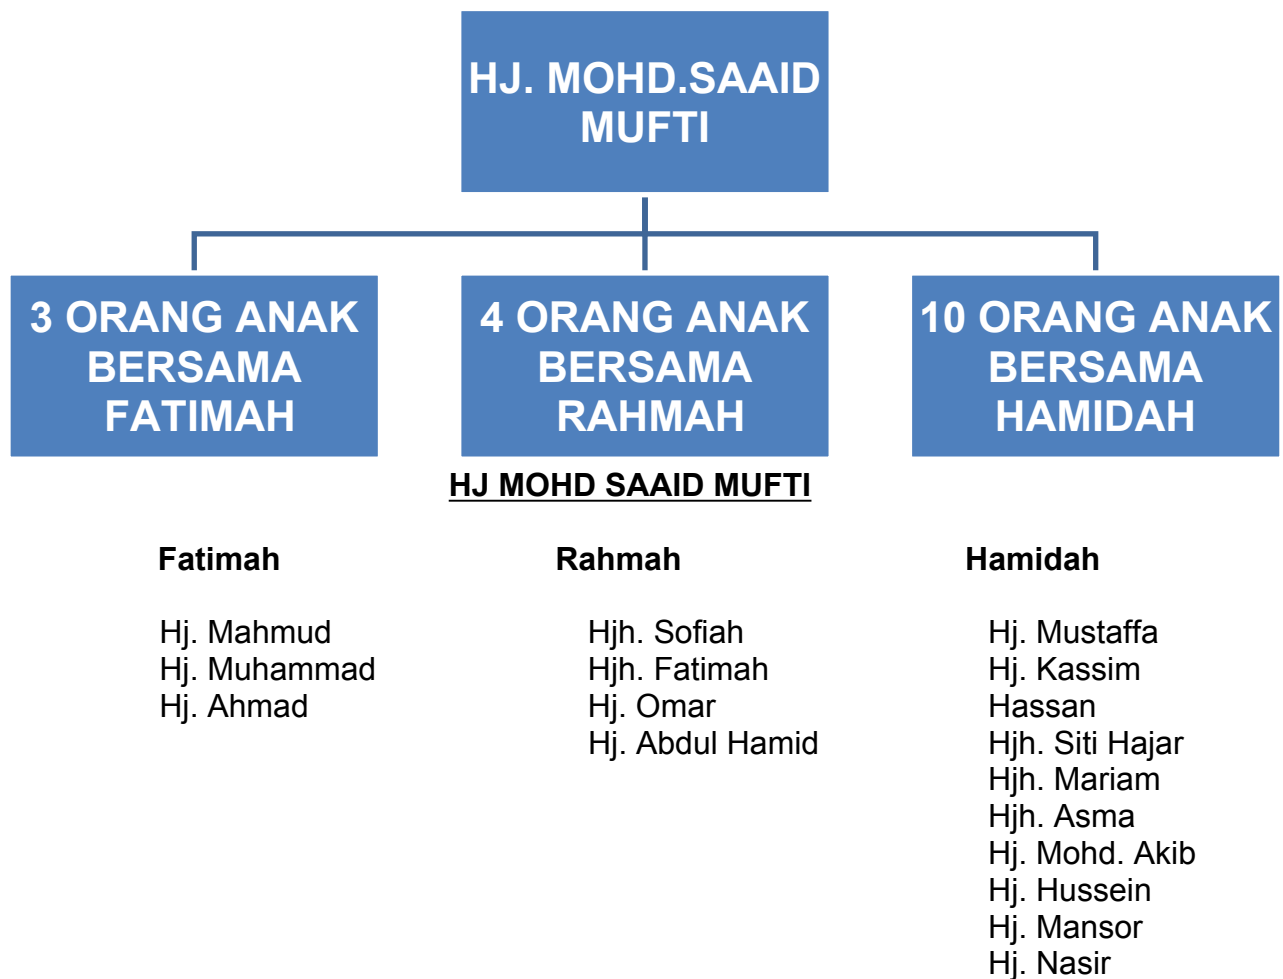 HJ. MOHD.SAAID
MUFTI
3 ORANG ANAK
BERSAMA
FATIMAH
4 ORANG ANAK
BERSAMA
RAHMAH
10 ORANG ANAK
BERSAMA
HAMIDAH
HJ MOHD SAAID MUFTI
Fatimah
Hj. Mahmud
Hj. Muhammad
Hj. Ahmad
Rahmah
Hjh. Sofiah
Hjh. Fatimah
Hj. Omar
Hj. Abdul Hamid
Hamidah
Hj. Mustaffa
Hj. Kassim
Hassan
Hjh. Siti Hajar
Hjh. Mariam
Hjh. Asma
Hj. Mohd. Akib
Hj. Hussein
Hj. Mansor
Hj. Nasir